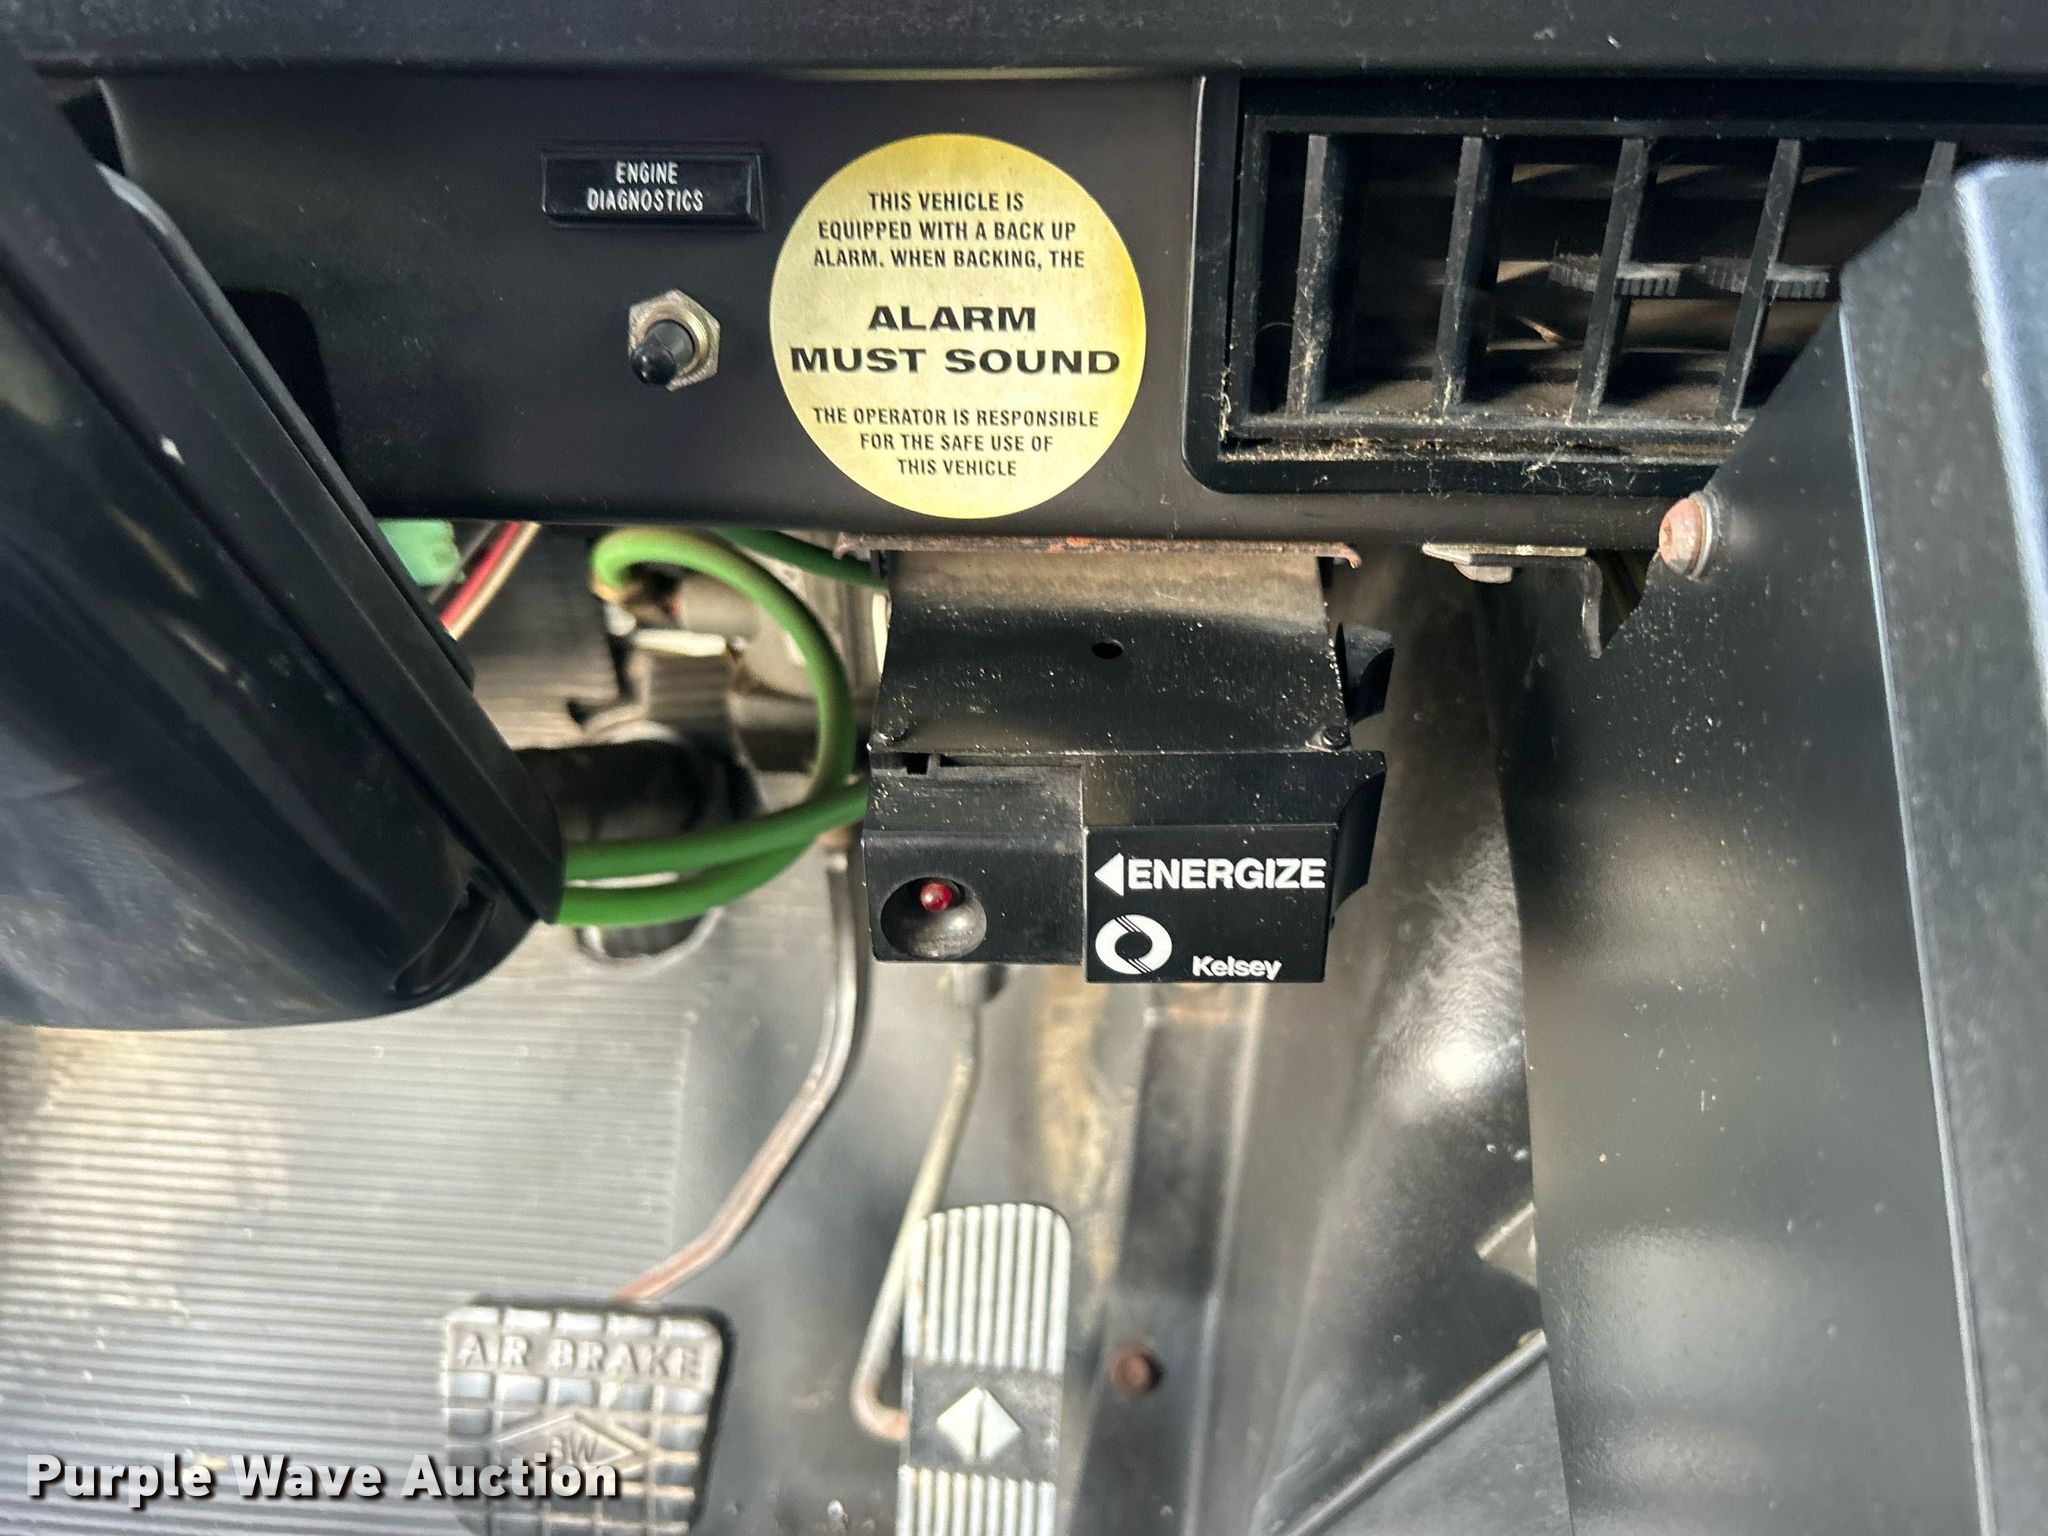 ENGINE
DIAGNOSTICS
THIS VEHICLE IS
EQUIPPED WITH A BACK UP
ALARM. WHEN BACKING, THE
ALARM
MUST SOUND
THE OPERATOR IS RESPONSIBLE
FOR THE SAFE USE OF
THIS VEHICLE
ENERGIZE
Kelsey
AIR BRAKE
BW
Purple Wave Auction